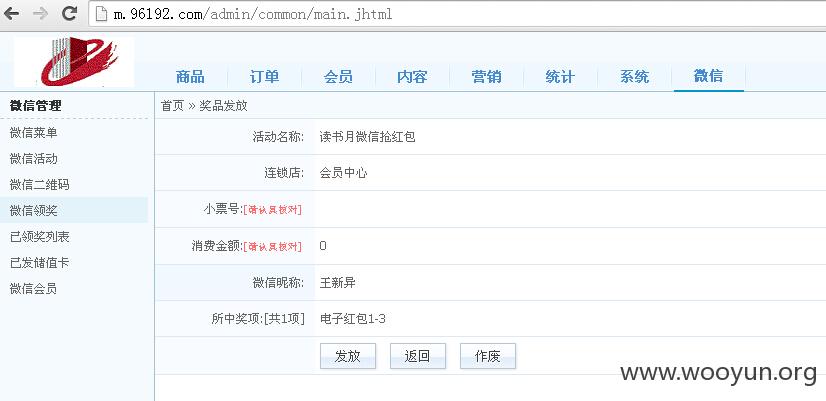 m.96192.com/admin/common/main.jhtml
商品 订单 会员 内容 营销 统计 系统 微信
微信管理
微信菜单
微信活动
微信二维码
微信领奖
已领奖列表
已发储值卡
微信会员
首页 » 奖品发放
活动名称: 读书月微信抢红包
连锁店: 会员中心
小票号:[请认真核对]
消费金额:[请认真核对] 0
微信昵称: 王新异
所中奖项:[共1项] 电子红包1-3
发放 返回 作废
www.wooyun.org